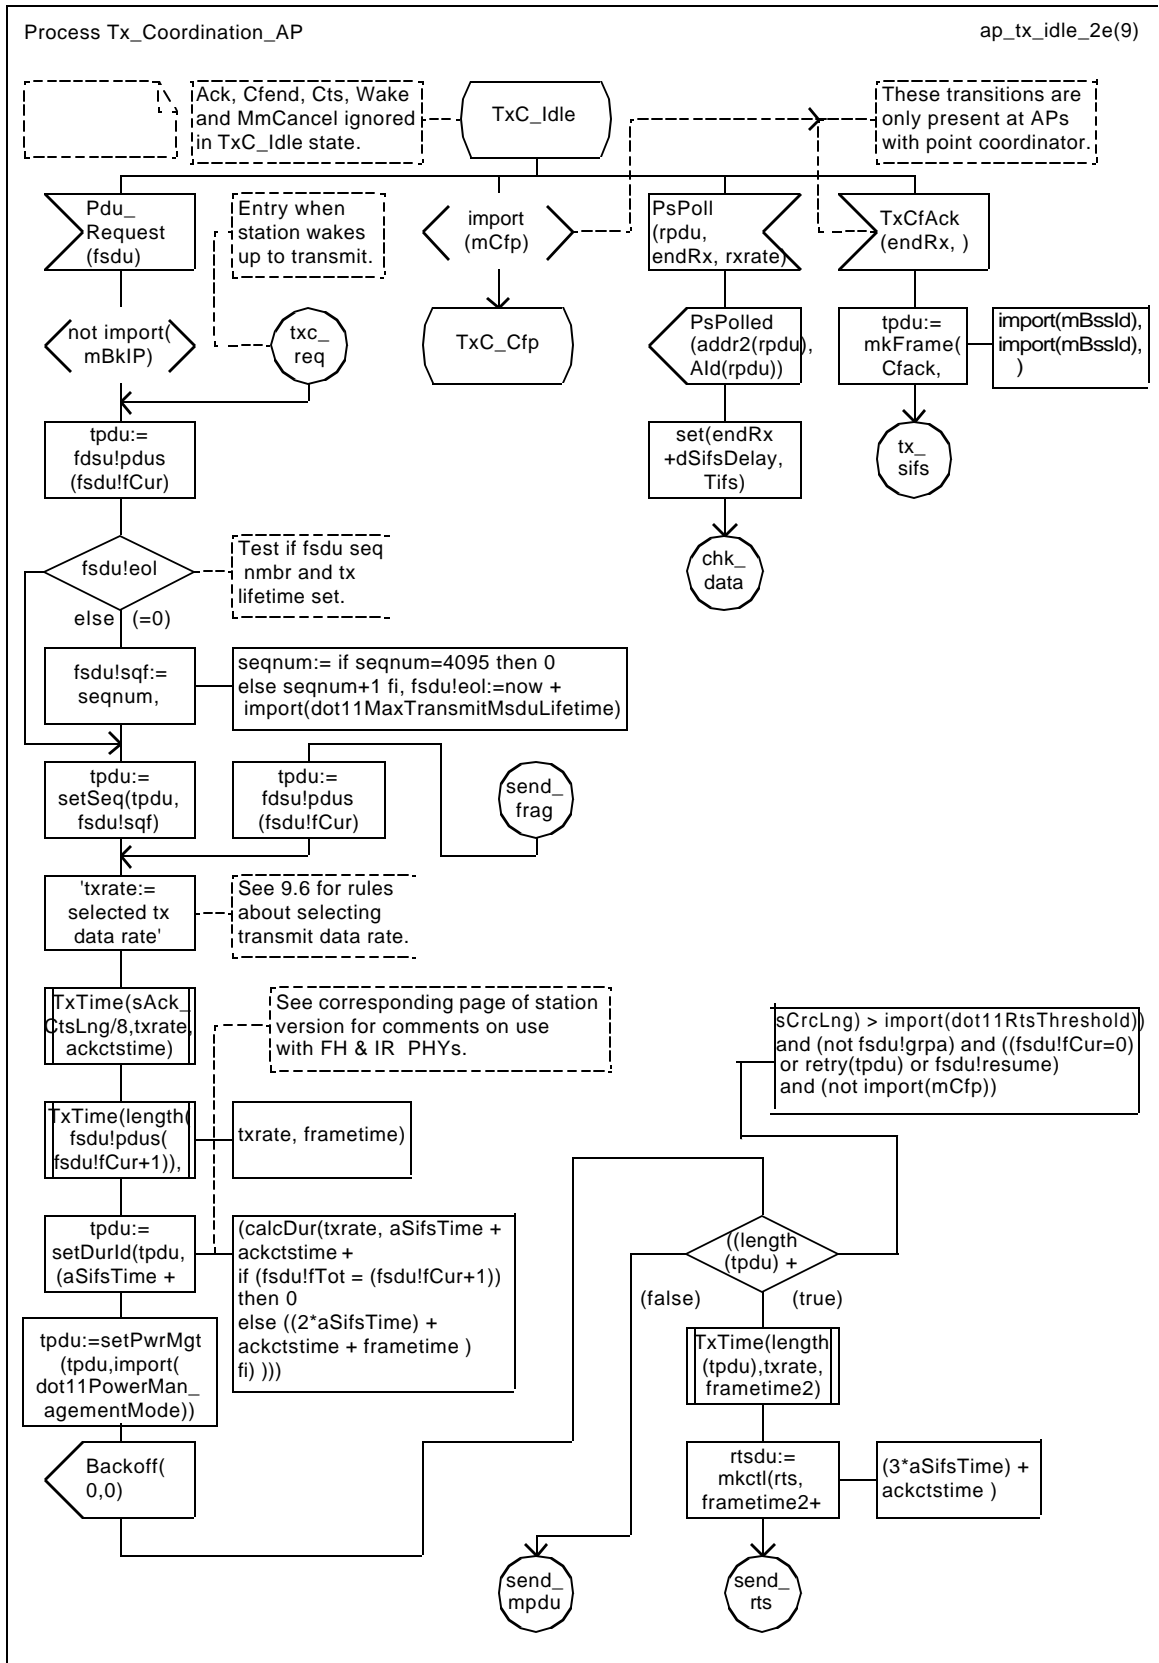 Process Tx_Coordination_AP
ap_tx_idle_2e(9)
Ack, Cfend, Cts, Wake
and MmCancel ignored
in TxC_Idle state.
TxC_Idle
These transitions are
only present at APs
with point coordinator.
Pdu_
Request
(fsdu)
Entry when
station wakes
up to transmit.
import
(mCfp)
PsPoll
(rpdu,
endRx, rxrate)
TxCfAck
(endRx, )
not import(
mBkIP)
txc_
req
TxC_Cfp
PsPolled
(addr2(rpdu),
AId(rpdu))
tpdu:=
mkFrame(
Cfack,
import(mBssId),
import(mBssId),
)
tpdu:=
fdsu!pdus
(fsdu!fCur)
set(endRx
+dSifsDelay,
Tifs)
tx_
sifs
fsdu!eol
Test if fsdu seq
nmbr and tx
lifetime set.
chk_
data
else (=0)
fsdu!sqf:=
seqnum,
seqnum:= if seqnum=4095 then 0
else seqnum+1 fi, fsdu!eol:=now +
import(dot11MaxTransmitMsduLifetime)
tpdu:=
setSeq(tpdu,
fsdu!sqf)
tpdu:=
fdsu!pdus
(fsdu!fCur)
send_
frag
'txrate:=
selected tx
data rate'
See 9.6 for rules
about selecting
transmit data rate.
TxTime(sAck_
CtsLng/8,txrate,
ackctstime)
See corresponding page of station
version for comments on use
with FH & IR PHYs.
sCrcLng) > import(dot11RtsThreshold))
and (not fsdu!grpa) and ((fsdu!fCur=0)
or retry(tpdu) or fsdu!resume)
and (not import(mCfp))
TxTime(length(
fsdu!pdus(
fsdu!fCur+1)),
txrate, frametime)
tpdu:=
setDurId(tpdu,
(aSifsTime +
(calcDur(txrate, aSifsTime +
ackctstime +
if (fsdu!fTot = (fsdu!fCur+1))
then 0
else ((2*aSifsTime) +
ackctstime + frametime )
fi) )))
((length
(tpdu) +
(false)
(true)
tpdu:=setPwrMgt
(tpdu,import(
dot11PowerMan_
agementMode))
TxTime(length
(tpdu),txrate,
frametime2)
Backoff(
0,0)
rtsdu:=
mkctl(rts,
frametime2+
(3*aSifsTime) +
ackctstime )
send_
mpdu
send_
rts